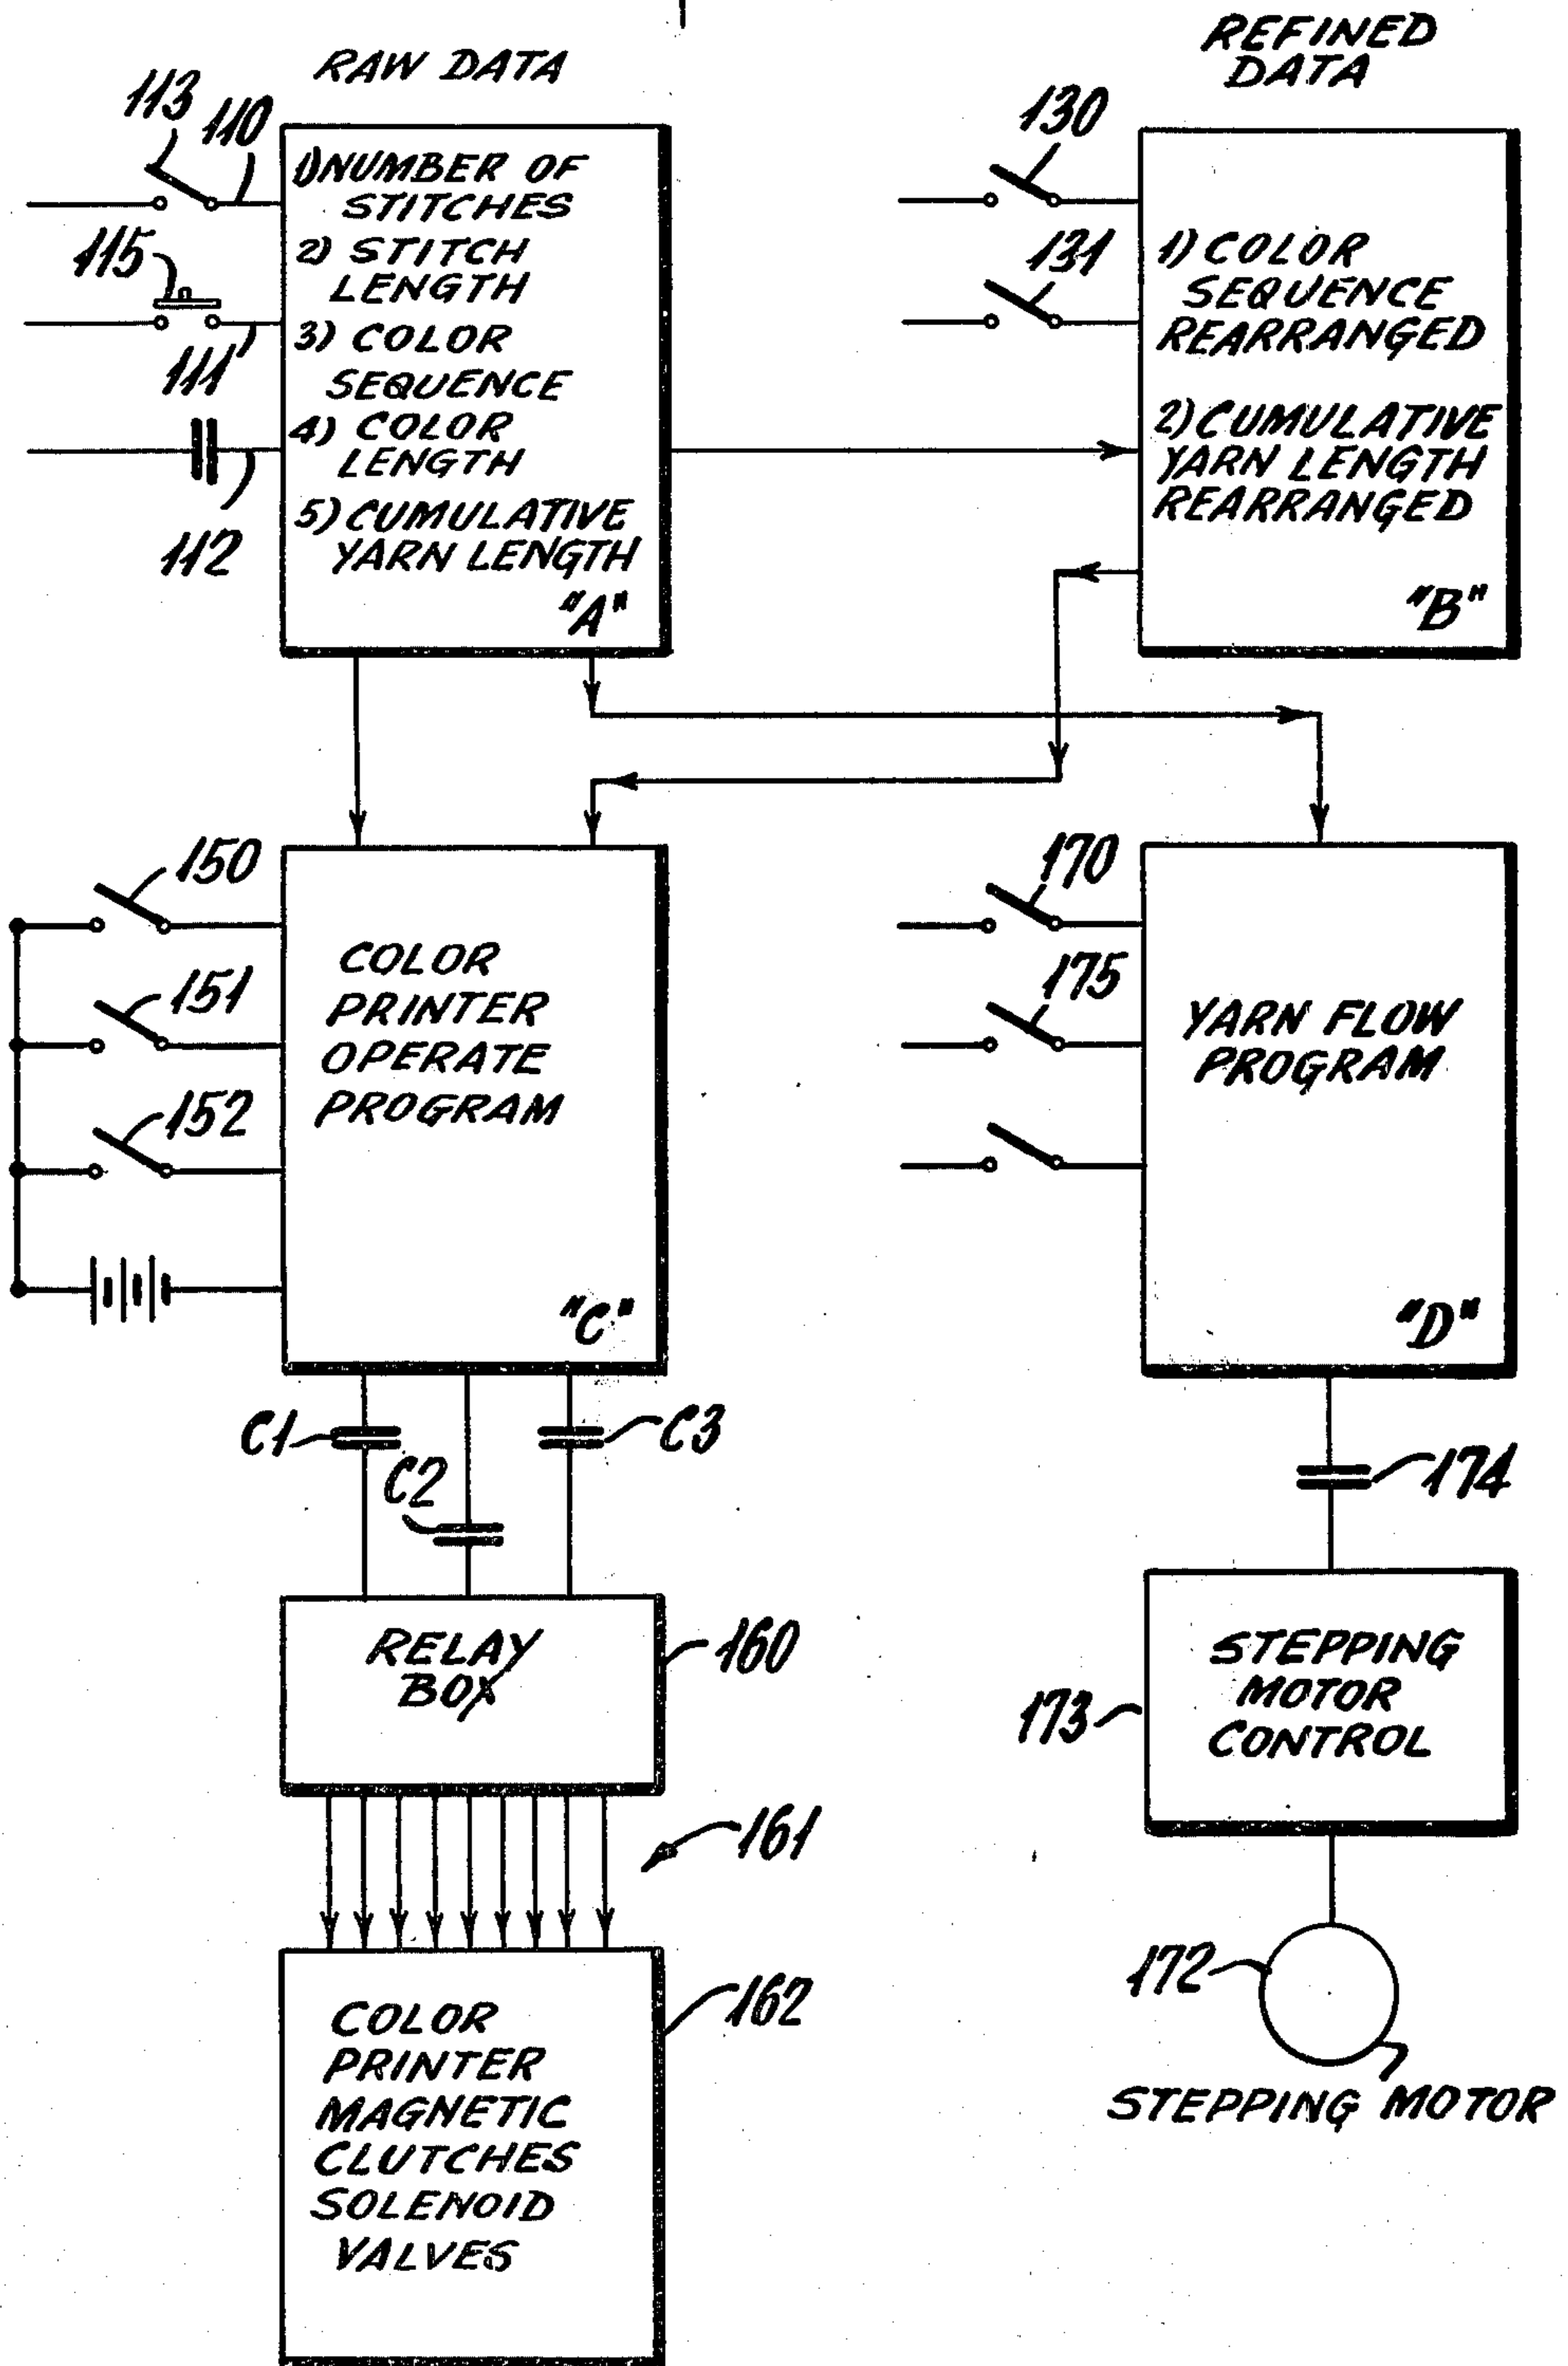 RAW DATA
REFINED
DATA
113
110
115
111
112
1) NUMBER OF
STITCHES
2) STITCH
LENGTH
3) COLOR
SEQUENCE
4) COLOR
LENGTH
5) CUMULATIVE
YARN LENGTH
"A"
130
131
1) COLOR
SEQUENCE
REARRANGED
2) CUMULATIVE
YARN LENGTH
REARRANGED
"B"
150
151
152
COLOR
PRINTER
OPERATE
PROGRAM
"C"
170
175
YARN FLOW
PROGRAM
"D"
C1
C2
C3
174
RELAY
BOX
160
173
STEPPING
MOTOR
CONTROL
161
172
STEPPING MOTOR
162
COLOR
PRINTER
MAGNETIC
CLUTCHES
SOLENOID
VALVES